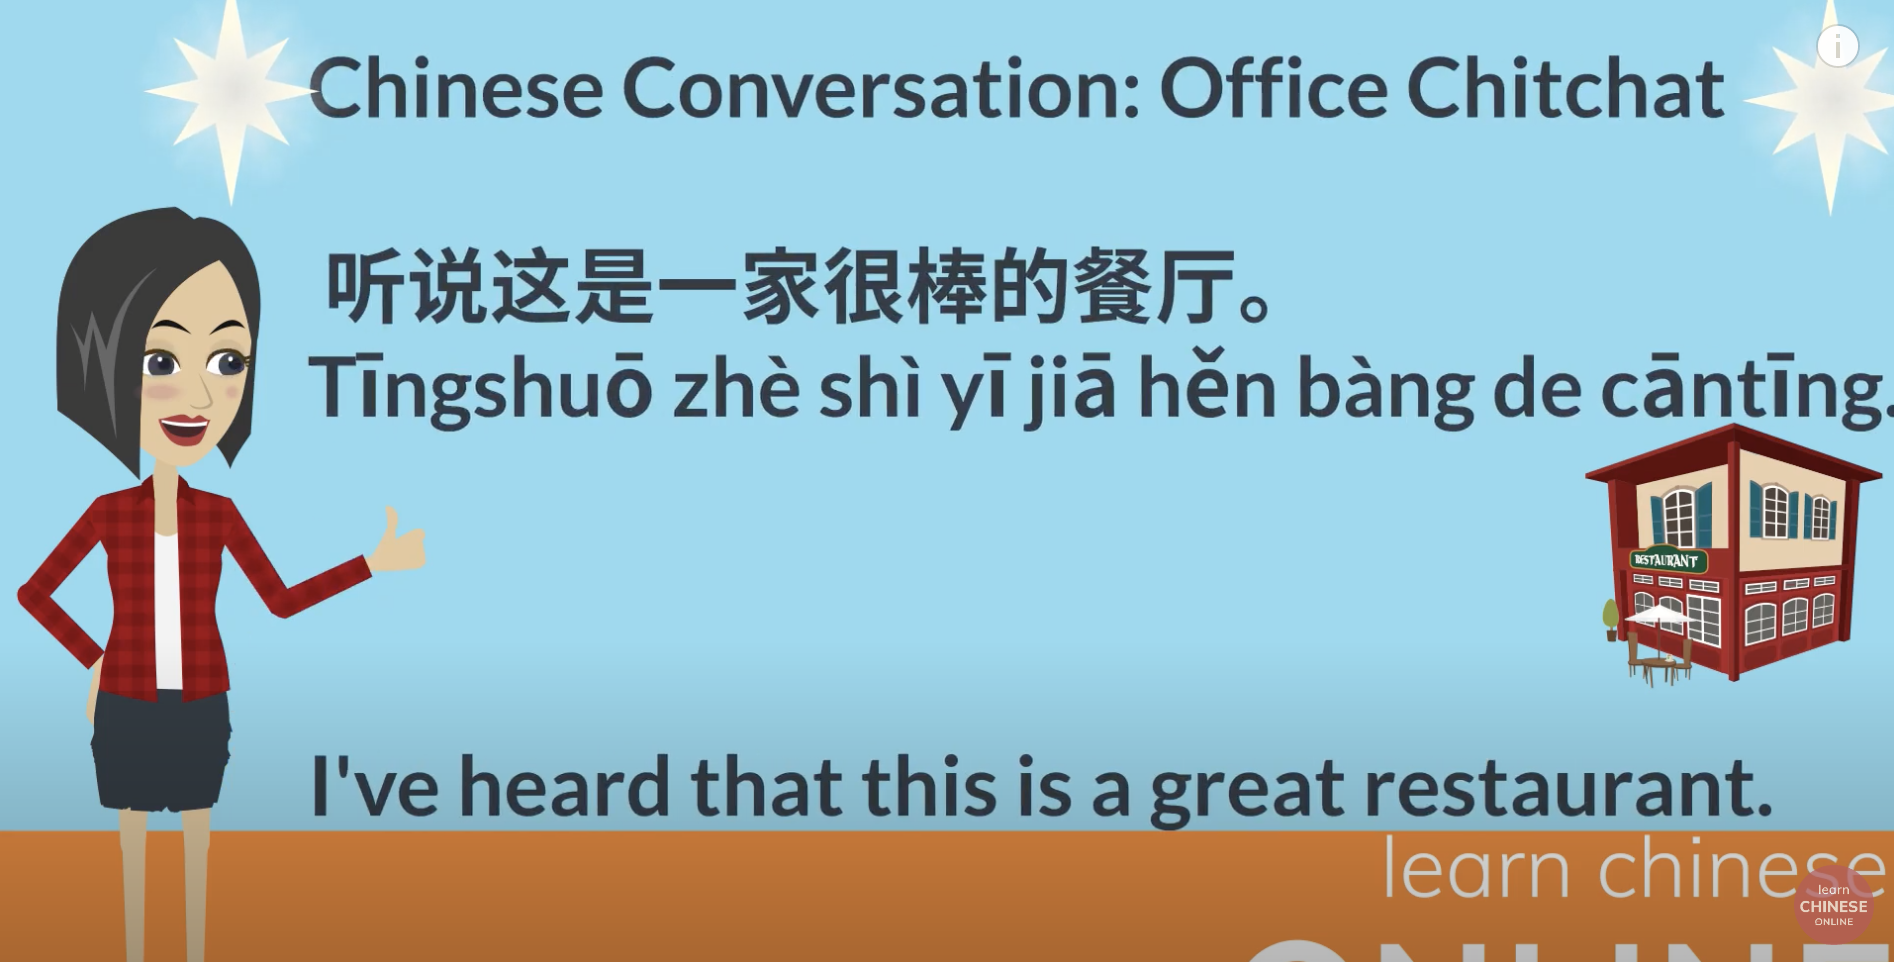 Chinese Conversation: Office Chitchat
听说这是一家很棒的餐厅。
Tīngshuō zhè shì yī jiā hěn bàng de cāntīng.
RESTAURANT
I've heard that this is a great restaurant.
learn chinese
ONLINE
learn
CHINESE
ONLINE